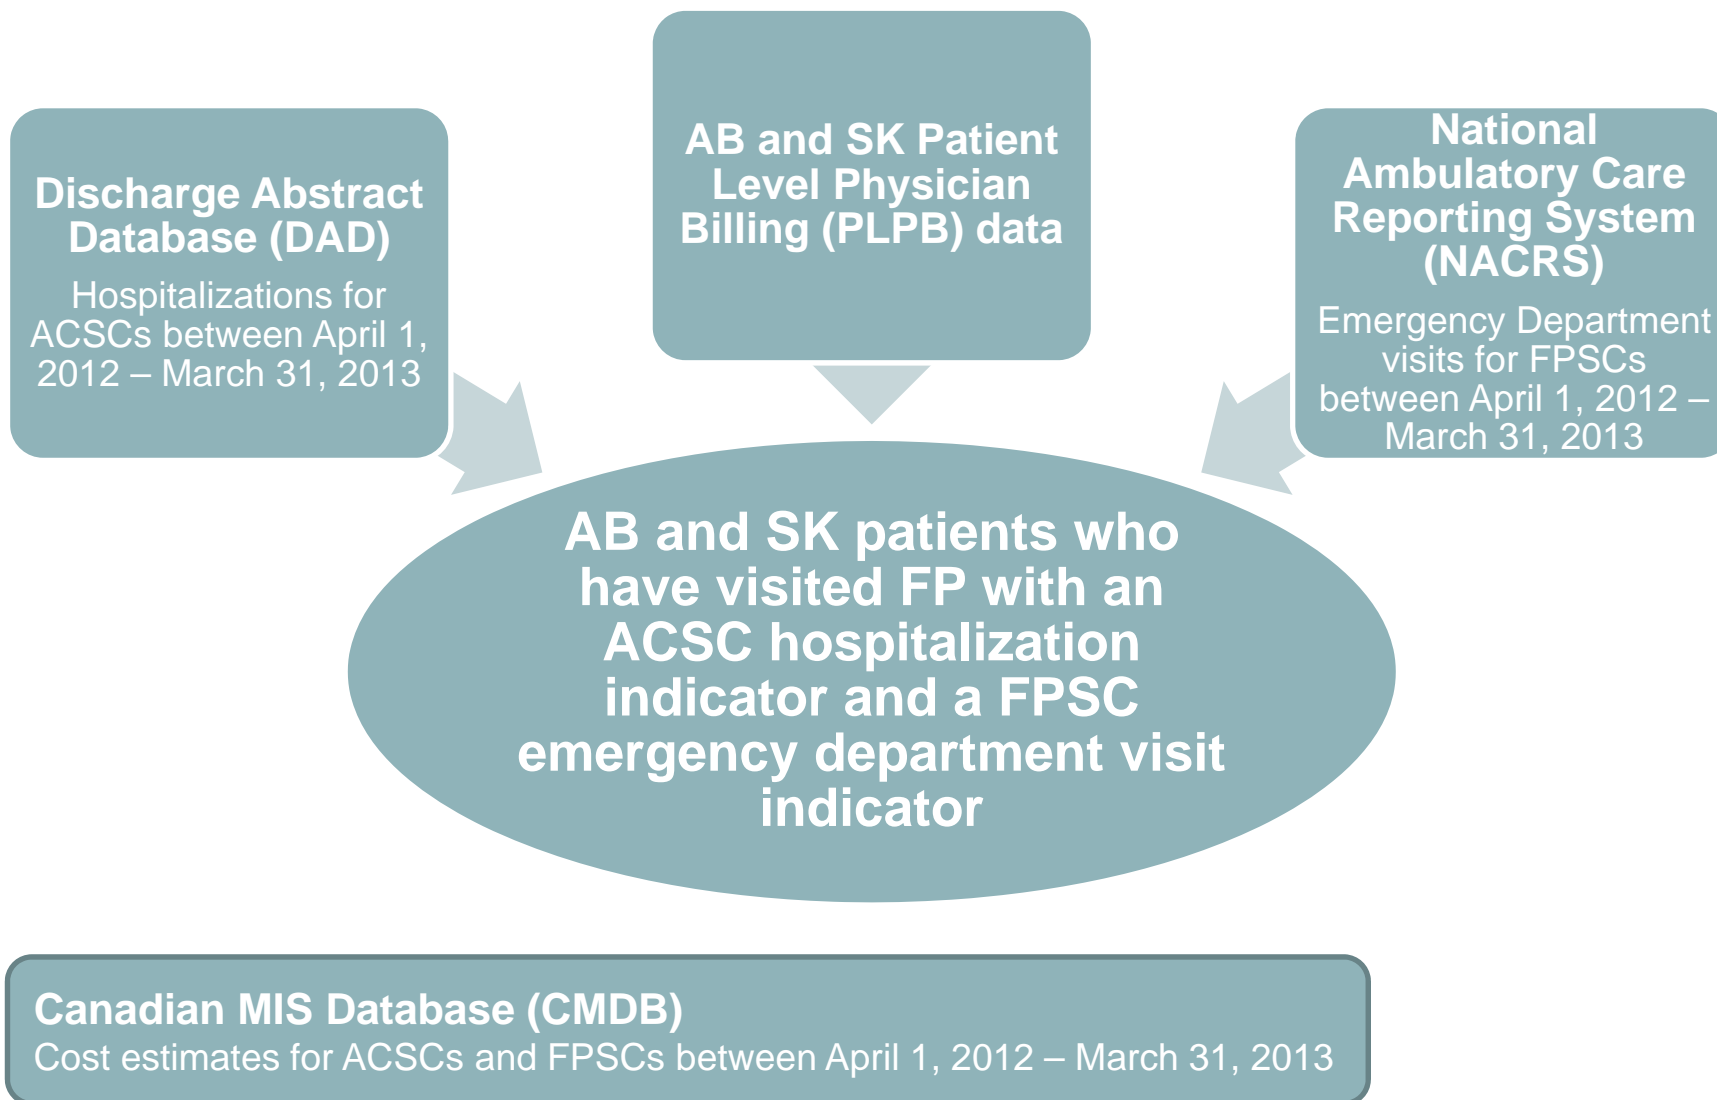 Discharge Abstract
Database (DAD)
Hospitalizations for
ACSCs between April 1,
2012 – March 31, 2013
AB and SK Patient
Level Physician
Billing (PLPB) data
National
Ambulatory Care
Reporting System
(NACRS)
Emergency Department
visits for FPSCs
between April 1, 2012 –
March 31, 2013
AB and SK patients who
have visited FP with an
ACSC hospitalization
indicator and a FPSC
emergency department visit
indicator
Canadian MIS Database (CMDB)
Cost estimates for ACSCs and FPSCs between April 1, 2012 – March 31, 2013